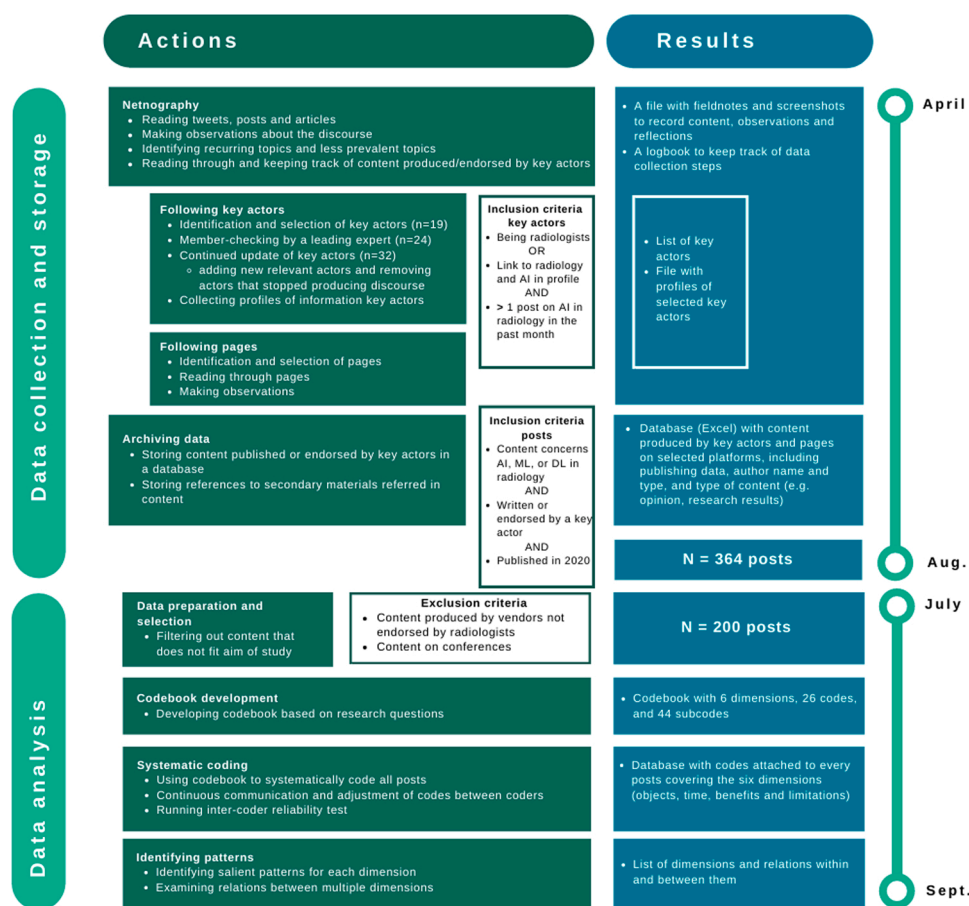 Actions
Results
Data collection and storage
Netnography
• Reading tweets, posts and articles
• Making observations about the discourse
• Identifying recurring topics and less prevalent topics
• Reading through and keeping track of content produced/endorsed by key actors
• A file with fieldnotes and screenshots
to record content, observations and
reflections
• A logbook to keep track of data
collection steps
April
Following key actors
• Identification and selection of key actors (n=19)
• Member-checking by a leading expert (n=24)
• Continued update of key actors (n=32)
◦ adding new relevant actors and removing
actors that stopped producing discourse
• Collecting profiles of information key actors
Inclusion criteria
key actors
• Being radiologists
OR
• Link to radiology
and AI in profile
AND
• > 1 post on AI in
radiology in the
past month
• List of key
actors
• File with
profiles of
selected key
actors
Following pages
• Identification and selection of pages
• Reading through pages
• Making observations
Archiving data
• Storing content published or endorsed by key actors in
a database
• Storing references to secondary materials referred in
content
Inclusion criteria
posts
• Content concerns
AI, ML, or DL in
radiology
AND
• Written or
endorsed by a key
actor
AND
• Published in 2020
• Database (Excel) with content
produced by key actors and pages
on selected platforms, including
publishing data, author name and
type, and type of content (e.g.
opinion, research results)
N = 364 posts
Aug.
Data analysis
Data preparation and
selection
• Filtering out content that
does not fit aim of study
Exclusion criteria
• Content produced by vendors not
endorsed by radiologists
• Content on conferences
N = 200 posts
July
Codebook development
• Developing codebook based on research questions
• Codebook with 6 dimensions, 26 codes,
and 44 subcodes
Systematic coding
• Using codebook to systematically code all posts
• Continuous communication and adjustment of codes between coders
• Running inter-coder reliability test
• Database with codes attached to every
posts covering the six dimensions
(objects, time, benefits and limitations)
Identifying patterns
• Identifying salient patterns for each dimension
• Examining relations between multiple dimensions
• List of dimensions and relations within
and between them
Sept.